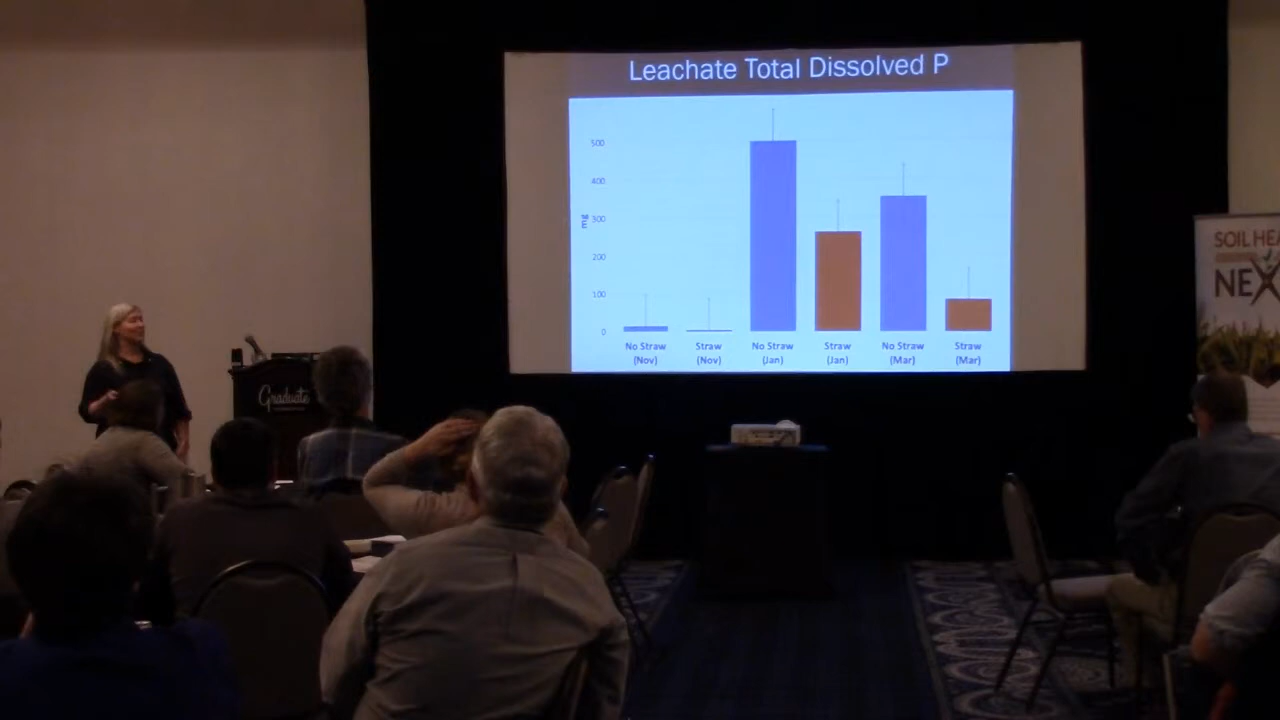 Leachate Total Dissolved P
mg
500
400
300
200
100
0
No Straw
(Nov)
Straw
(Nov)
No Straw
(Jan)
Straw
(Jan)
No Straw
(Mar)
Straw
(Mar)
Graduate
SOIL HEA
NEX